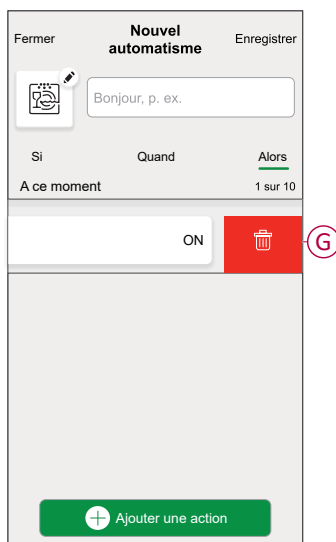 Fermer
Nouvel
automatisme
Enregistrer
Bonjour, p. ex.
Si
Quand
Alors
A ce moment
1 sur 10
ON
G
Ajouter une action